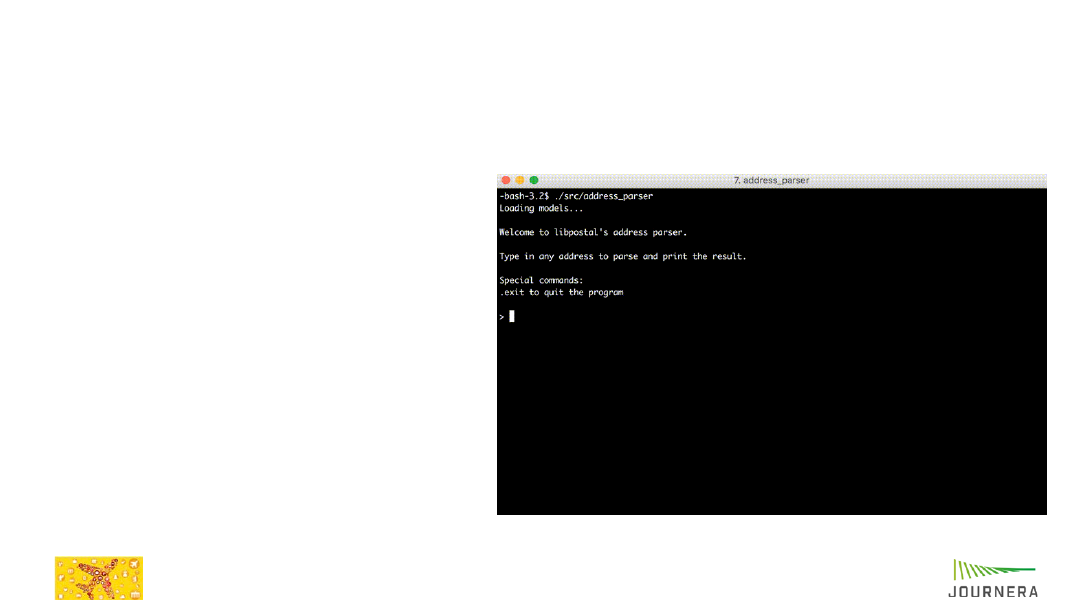 7. address_parser
-bash-3.2$ ./src/address_parser
Loading models...
Welcome to libpostal's address parser.
Type in any address to parse and print the result.
Special commands:
.exit to quit the program
>
JOURNERA